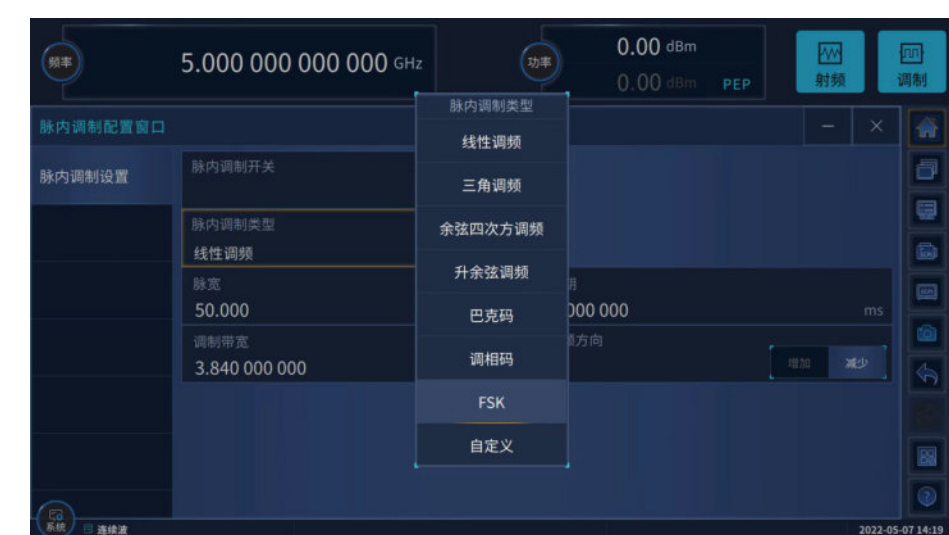 频率
5.000 000 000 000 GHz
功率
0.00 dBm
0.00 dBm PEP
射频
调制
脉内调制配置窗口
脉内调制类型
线性调频
三角调频
余弦四次方调频
升余弦调频
巴克码
调相码
FSK
自定义
脉内调制设置
脉内调制开关
脉内调制类型
线性调频
脉宽
50.000
期
000 000 ms
调制带宽
3.840 000 000
方向
增加 减少
系统
连续波
2022-05-07 14:19